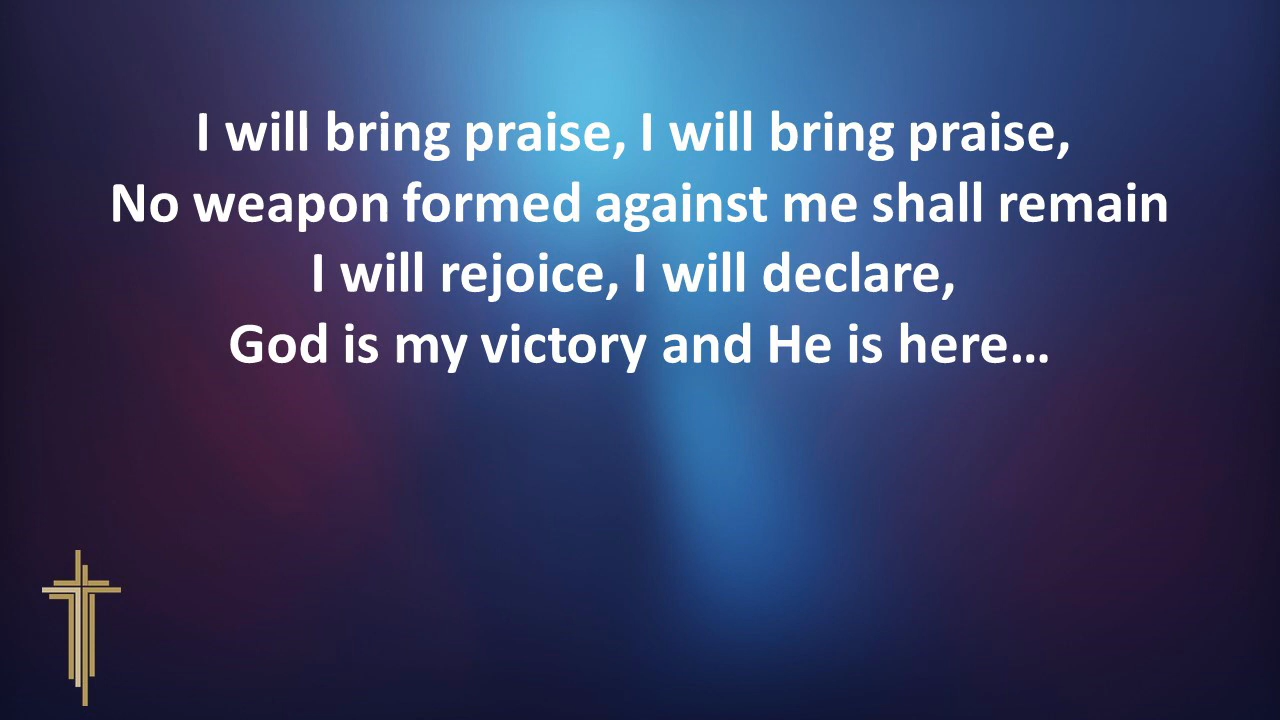 I will bring praise, I will bring praise,
No weapon formed against me shall remain
I will rejoice, I will declare,
God is my victory and He is here…